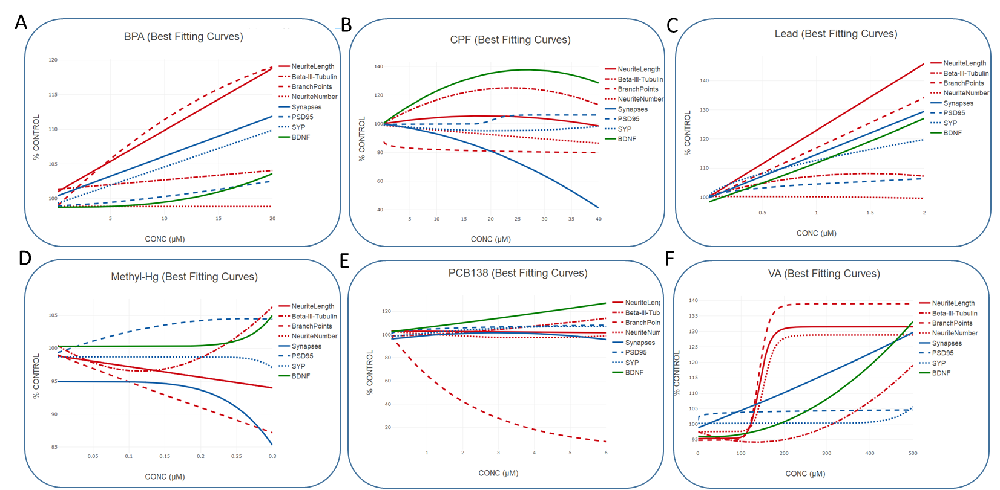 A
BPA (Best Fitting Curves)
120
115
110
105
100
5
10
15
20
% CONTROL
CONC (µM)
NeuriteLength
Beta-III-Tubulin
BranchPoints
NeuriteNumber
Synapses
PSD95
SYP
BDNF
B
CPF (Best Fitting Curves)
140
120
100
80
60
40
5
10
15
20
25
30
35
40
% CONTROL
CONC (µM)
NeuriteLength
Beta-III-Tubulin
BranchPoints
NeuriteNumber
Synapses
PSD95
SYP
BDNF
C
Lead (Best Fitting Curves)
140
130
120
110
100
0.5
1
1.5
2
% CONTROL
CONC (µM)
NeuriteLength
Beta-III-Tubulin
BranchPoints
NeuriteNumber
Synapses
PSD95
SYP
BDNF
D
Methyl-Hg (Best Fitting Curves)
105
100
95
90
85
0.05
0.1
0.15
0.2
0.25
0.3
% CONTROL
CONC (µM)
NeuriteLength
Beta-III-Tubulin
BranchPoints
NeuriteNumber
Synapses
PSD95
SYP
BDNF
E
PCB138 (Best Fitting Curves)
120
100
80
60
40
20
1
2
3
4
5
6
% CONTROL
CONC (µM)
NeuriteLeng
Beta-III-Tub
BranchPoin
NeuriteNum
Synapses
PSD95
SYP
BDNF
F
VA (Best Fitting Curves)
140
135
130
125
120
115
110
105
100
95
0
100
200
300
400
500
% CONTROL
CONC (µM)
NeuriteLength
Beta-III-Tubulin
BranchPoints
NeuriteNumber
Synapses
PSD95
SYP
BDNF